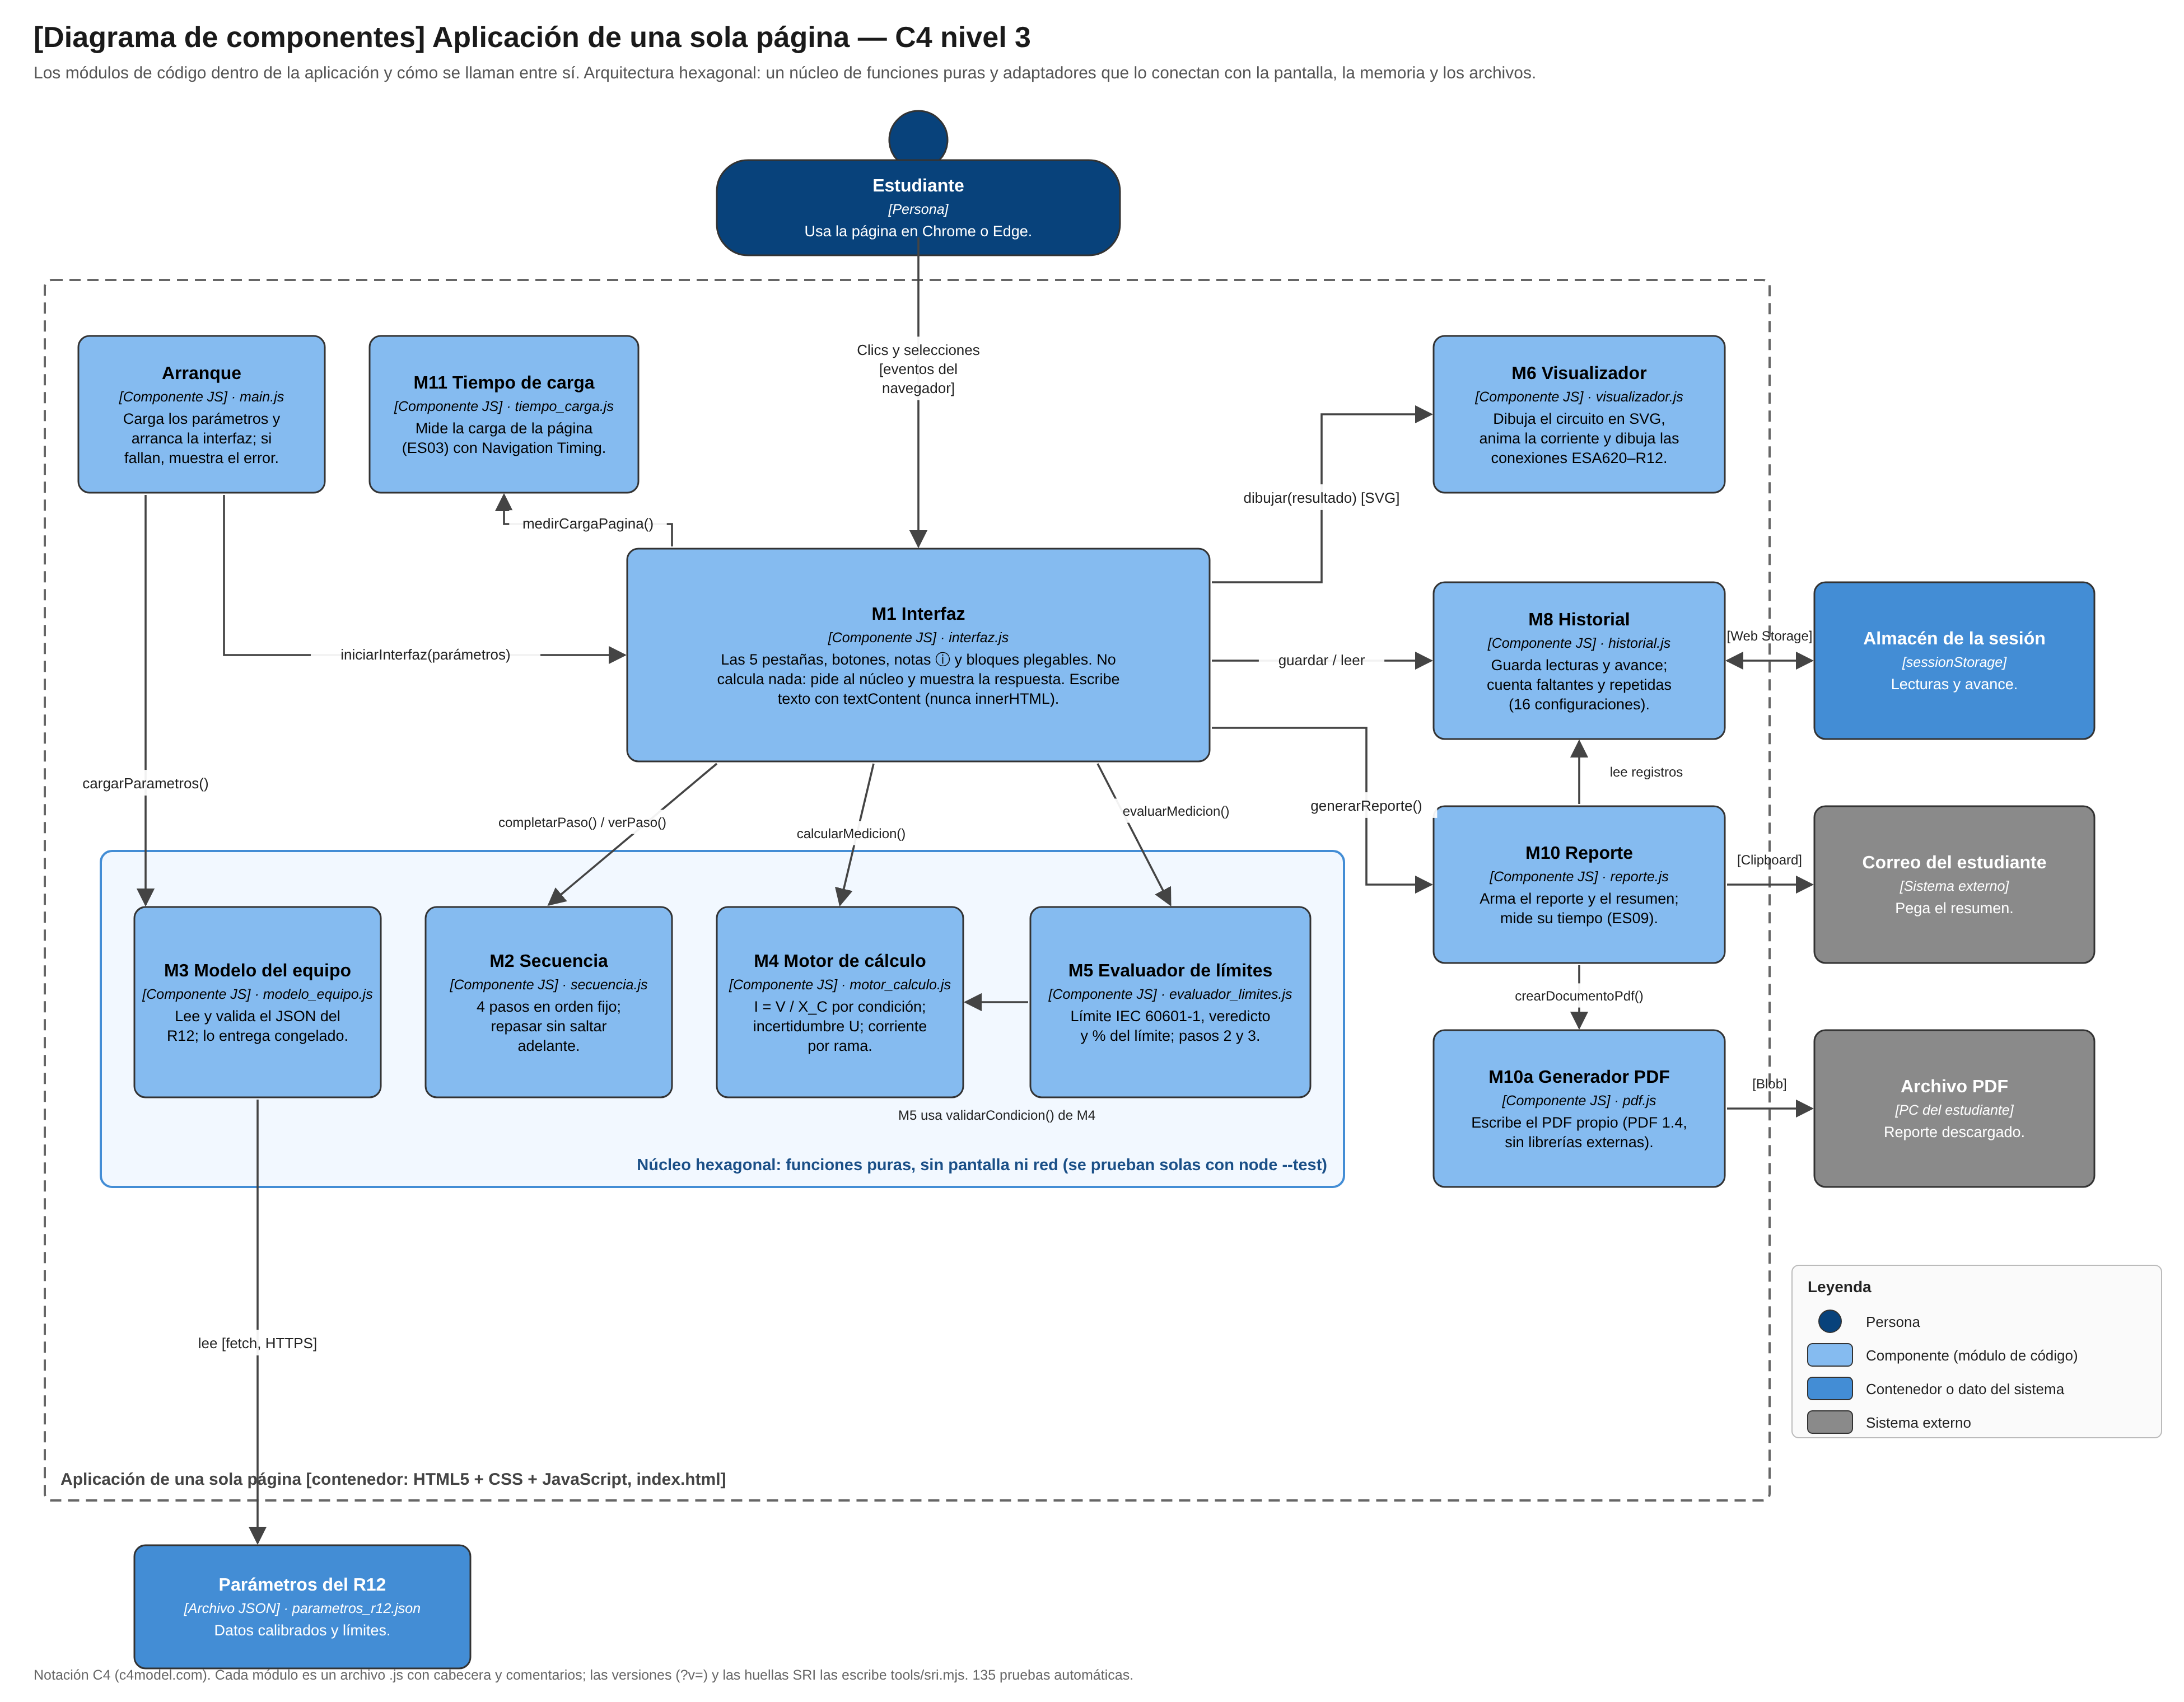 [Diagrama de componentes] Aplicación de una sola página — C4 nivel 3
Los módulos de código dentro de la aplicación y cómo se llaman entre sí. Arquitectura hexagonal: un núcleo de funciones puras y adaptadores que lo conectan con la pantalla, la memoria y los archivos.
Estudiante
[Persona]
Usa la página en Chrome o Edge.
Clics y selecciones
[eventos del
navegador]
Arranque
[Componente JS] · main.js
Carga los parámetros y
arranca la interfaz; si
fallan, muestra el error.
M11 Tiempo de carga
[Componente JS] · tiempo_carga.js
Mide la carga de la página
(ES03) con Navigation Timing.
M6 Visualizador
[Componente JS] · visualizador.js
Dibuja el circuito en SVG,
anima la corriente y dibuja las
conexiones ESA620–R12.
dibujar(resultado) [SVG]
medirCargaPagina()
M1 Interfaz
[Componente JS] · interfaz.js
Las 5 pestañas, botones, notas ⓘ y bloques plegables. No
calcula nada: pide al núcleo y muestra la respuesta. Escribe
texto con textContent (nunca innerHTML).
iniciarInterfaz(parámetros)
guardar / leer
M8 Historial
[Componente JS] · historial.js
Guarda lecturas y avance;
cuenta faltantes y repetidas
(16 configuraciones).
[Web Storage]
Almacén de la sesión
[sessionStorage]
Lecturas y avance.
cargarParametros()
completarPaso() / verPaso()
calcularMedicion()
evaluarMedicion()
generarReporte()
lee registros
M10 Reporte
[Componente JS] · reporte.js
Arma el reporte y el resumen;
mide su tiempo (ES09).
[Clipboard]
Correo del estudiante
[Sistema externo]
Pega el resumen.
M3 Modelo del equipo
[Componente JS] · modelo_equipo.js
Lee y valida el JSON del
R12; lo entrega congelado.
M2 Secuencia
[Componente JS] · secuencia.js
4 pasos en orden fijo;
repasar sin saltar
adelante.
M4 Motor de cálculo
[Componente JS] · motor_calculo.js
I = V / X_C por condición;
incertidumbre U; corriente
por rama.
M5 Evaluador de límites
[Componente JS] · evaluador_limites.js
Límite IEC 60601-1, veredicto
y % del límite; pasos 2 y 3.
M5 usa validarCondicion() de M4
Núcleo hexagonal: funciones puras, sin pantalla ni red (se prueban solas con node --test)
crearDocumentoPdf()
M10a Generador PDF
[Componente JS] · pdf.js
Escribe el PDF propio (PDF 1.4,
sin librerías externas).
[Blob]
Archivo PDF
[PC del estudiante]
Reporte descargado.
lee [fetch, HTTPS]
Leyenda
Persona
Componente (módulo de código)
Contenedor o dato del sistema
Sistema externo
Aplicación de una sola página [contenedor: HTML5 + CSS + JavaScript, index.html]
Parámetros del R12
[Archivo JSON] · parametros_r12.json
Datos calibrados y límites.
Notación C4 (c4model.com). Cada módulo es un archivo .js con cabecera y comentarios; las versiones (?v=) y las huellas SRI las escribe tools/sri.mjs. 135 pruebas automáticas.